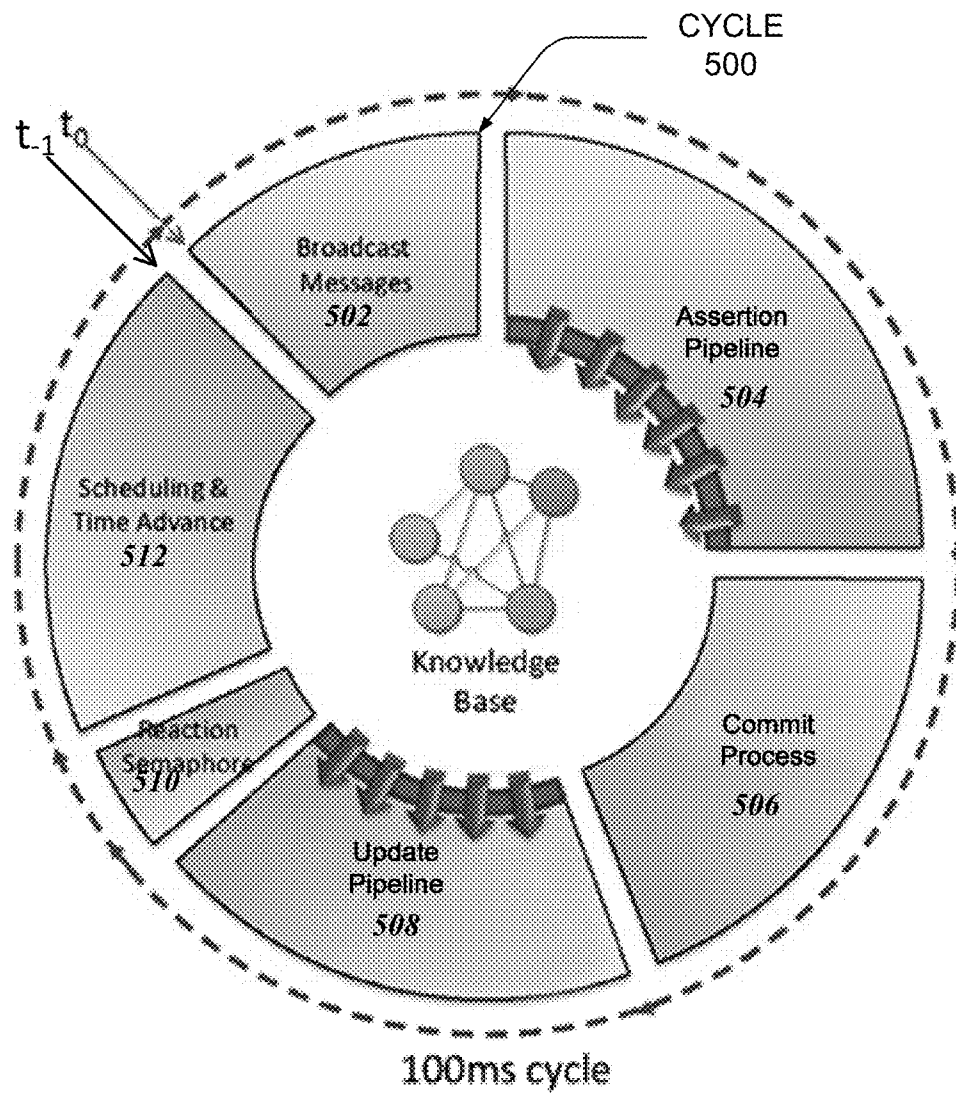 CYCLE
500
t-1
t0
Broadcast
Messages
502
Assertion
Pipeline
504
Scheduling &
Time Advance
512
Knowledge
Base
Commit
Process
506
Reaction
Semaphore
510
Update
Pipeline
508
100ms cycle